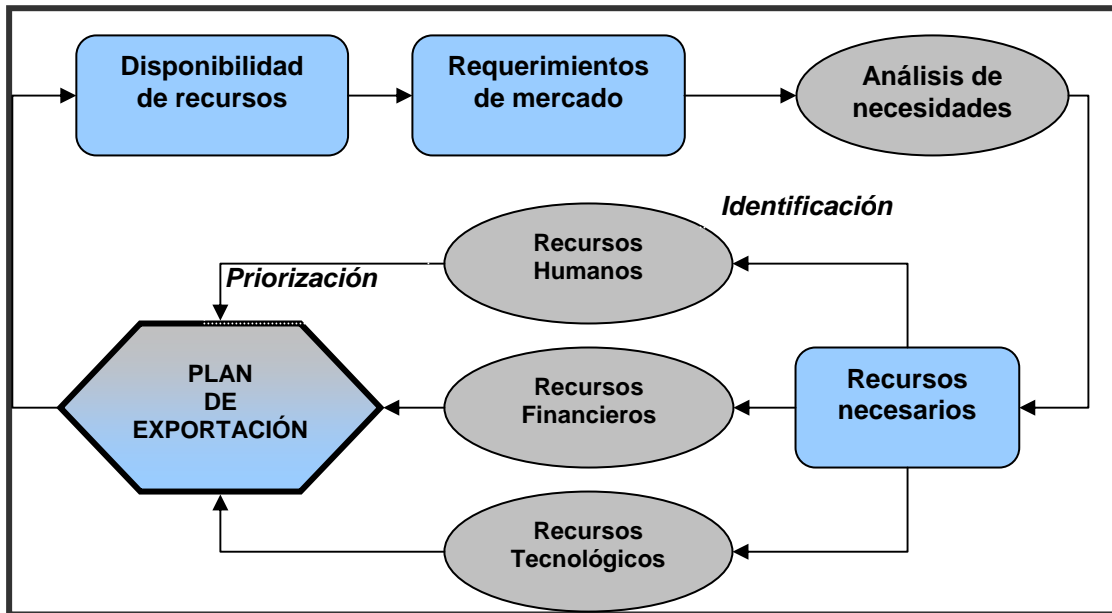 Disponibilidad
de recursos
Requerimientos
de mercado
Análisis de
necesidades
Identificación
Recursos
Humanos
Priorización
PLAN
DE
EXPORTACIÓN
Recursos
Financieros
Recursos
necesarios
Recursos
Tecnológicos